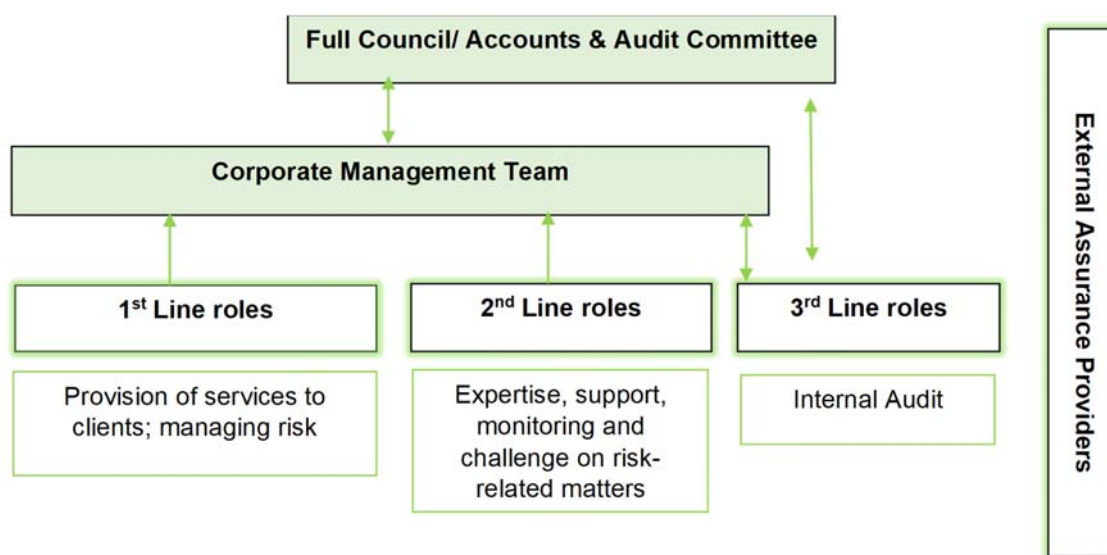 Full Council/ Accounts & Audit Committee
Corporate Management Team
1st Line roles
2nd Line roles
3rd Line roles
Provision of services to
clients; managing risk
Expertise, support,
monitoring and
challenge on risk-
related matters
Internal Audit
External Assurance Providers